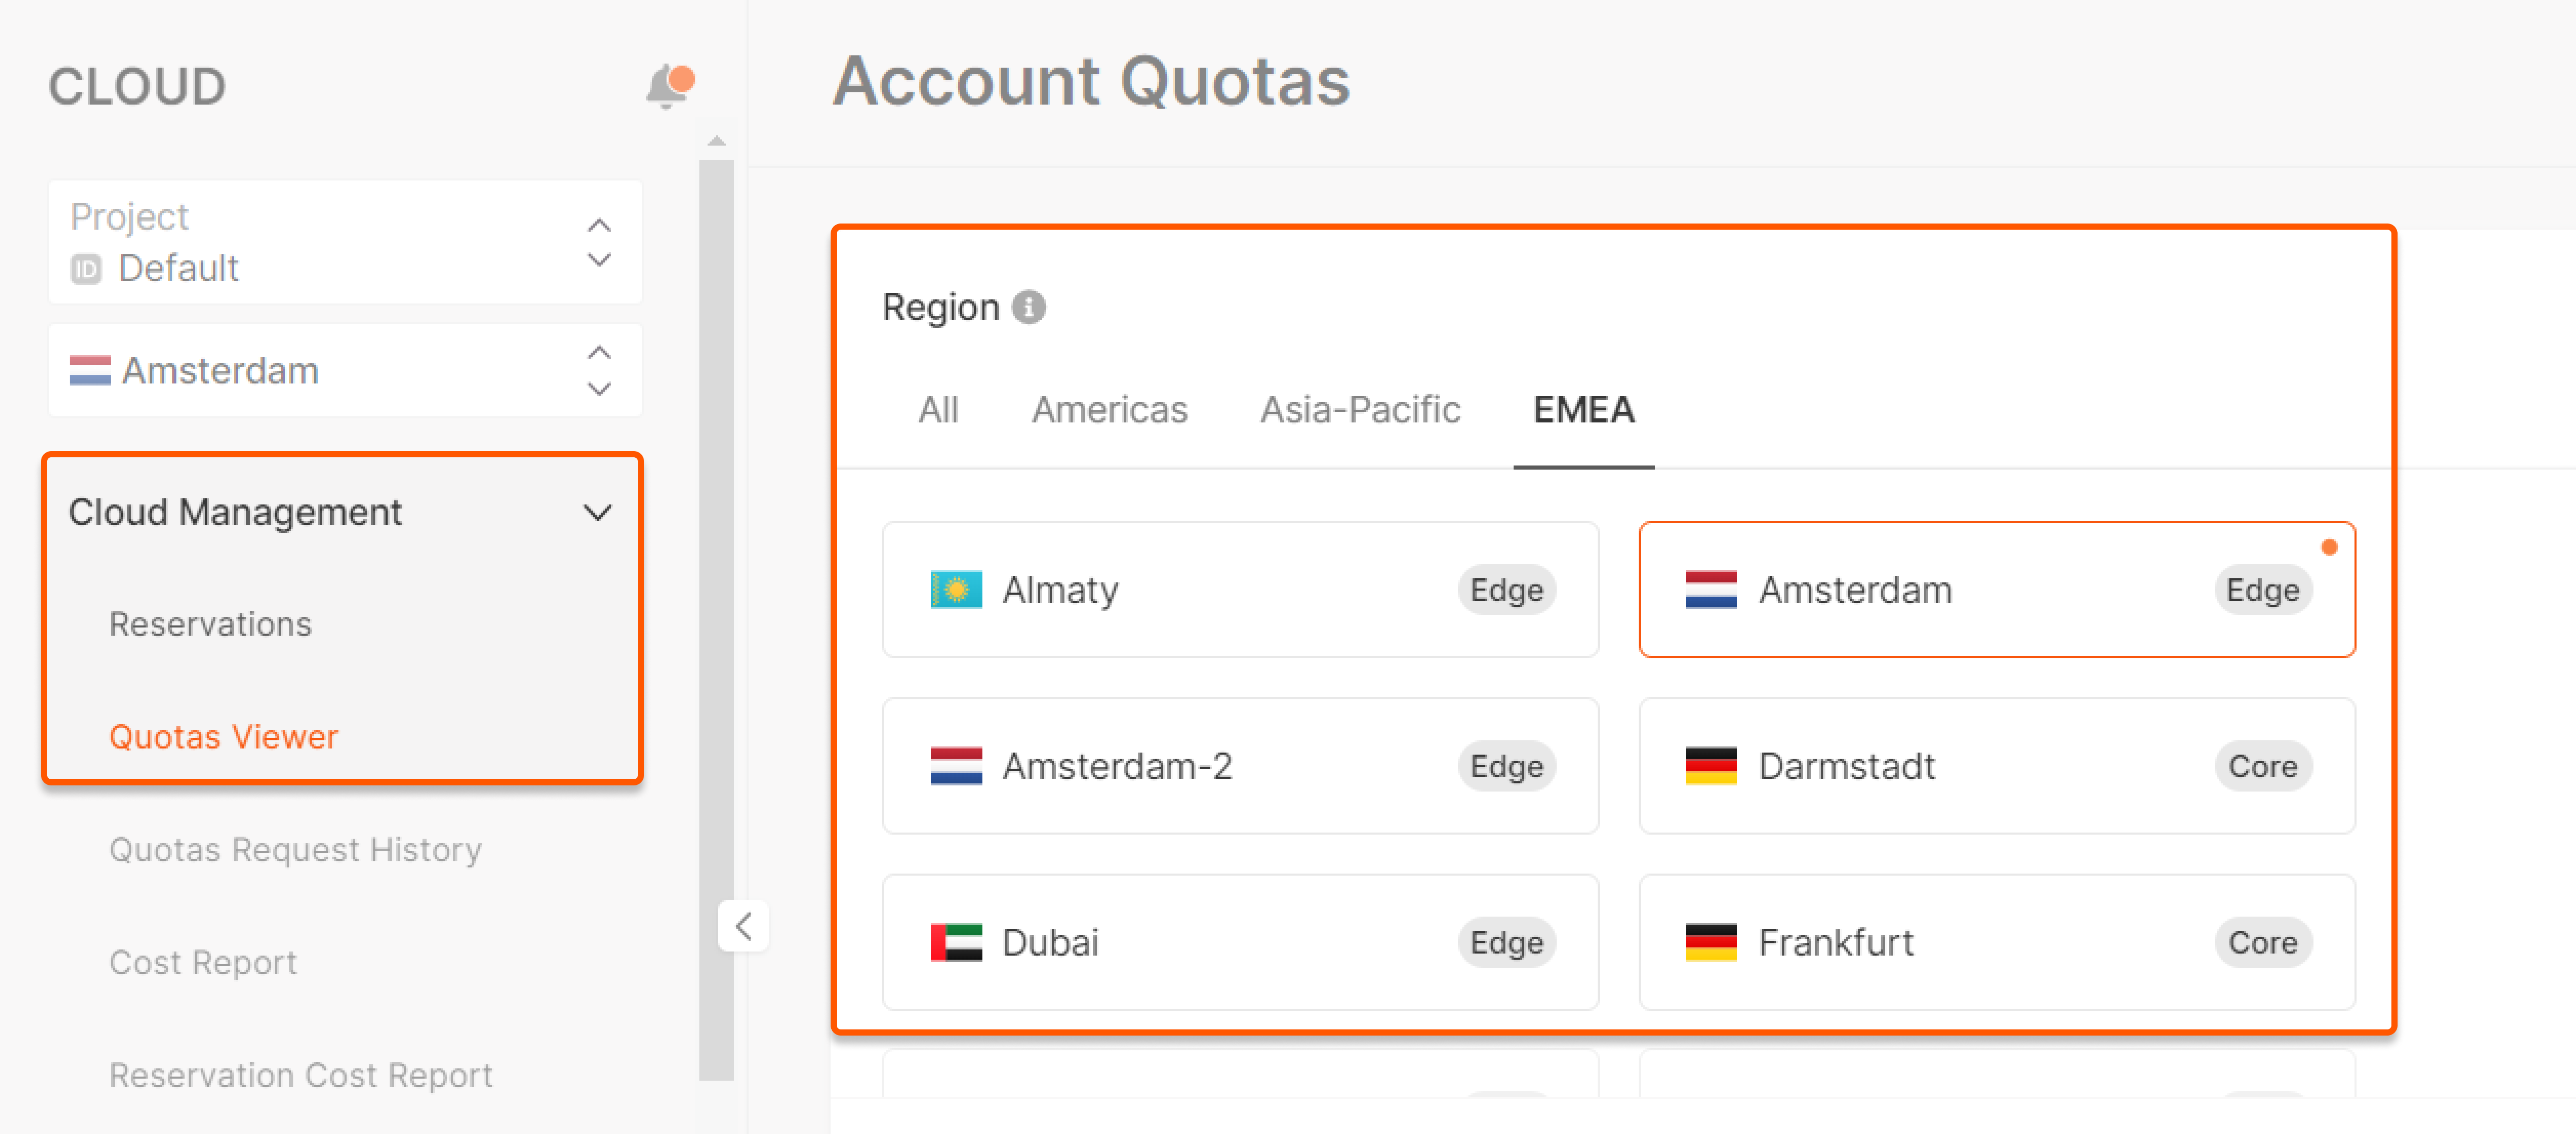 CLOUD
Project
ID Default
Amsterdam
Cloud Management
Reservations
Quotas Viewer
Quotas Request History
Cost Report
Reservation Cost Report
Account Quotas
Region
All Americas Asia-Pacific EMEA
Almaty Edge
Amsterdam Edge
Amsterdam-2 Edge
Darmstadt Core
Dubai Edge
Frankfurt Core